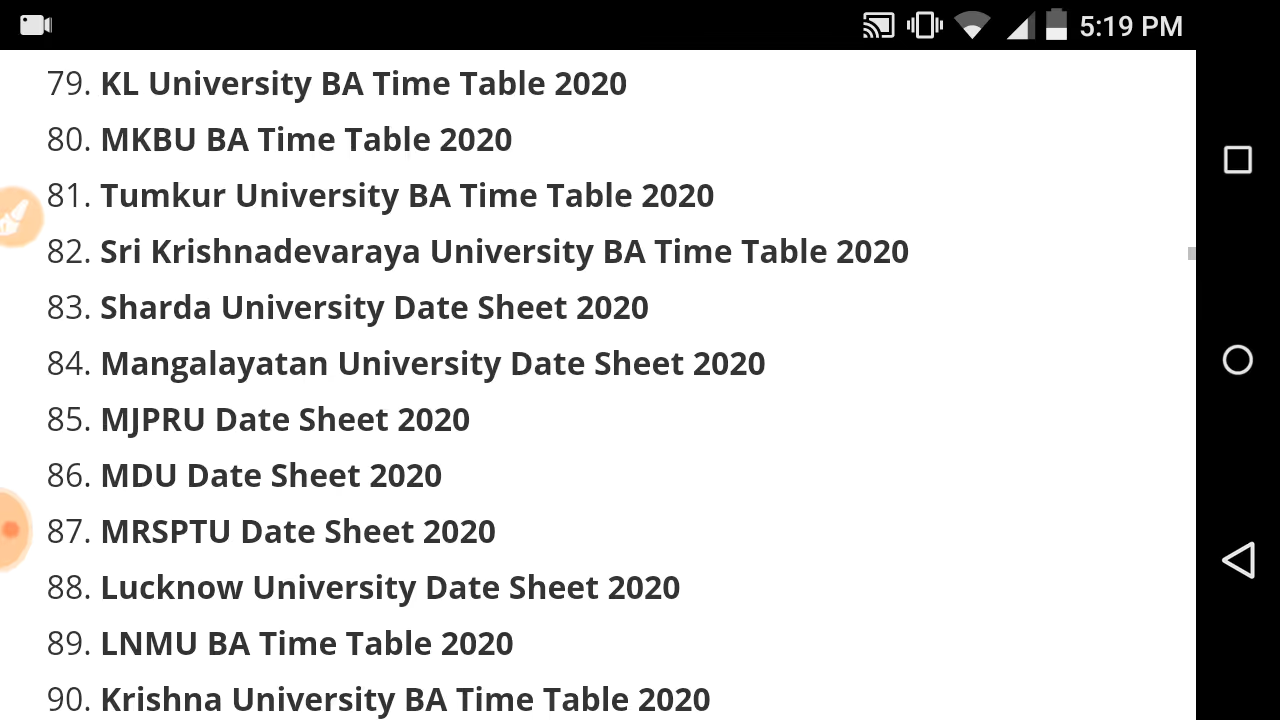 5:19 PM
79. KL University BA Time Table 2020
80. MKBU BA Time Table 2020
81. Tumkur University BA Time Table 2020
82. Sri Krishnadevaraya University BA Time Table 2020
83. Sharda University Date Sheet 2020
84. Mangalayatan University Date Sheet 2020
85. MJPRU Date Sheet 2020
86. MDU Date Sheet 2020
87. MRSPTU Date Sheet 2020
88. Lucknow University Date Sheet 2020
89. LNMU BA Time Table 2020
90. Krishna University BA Time Table 2020